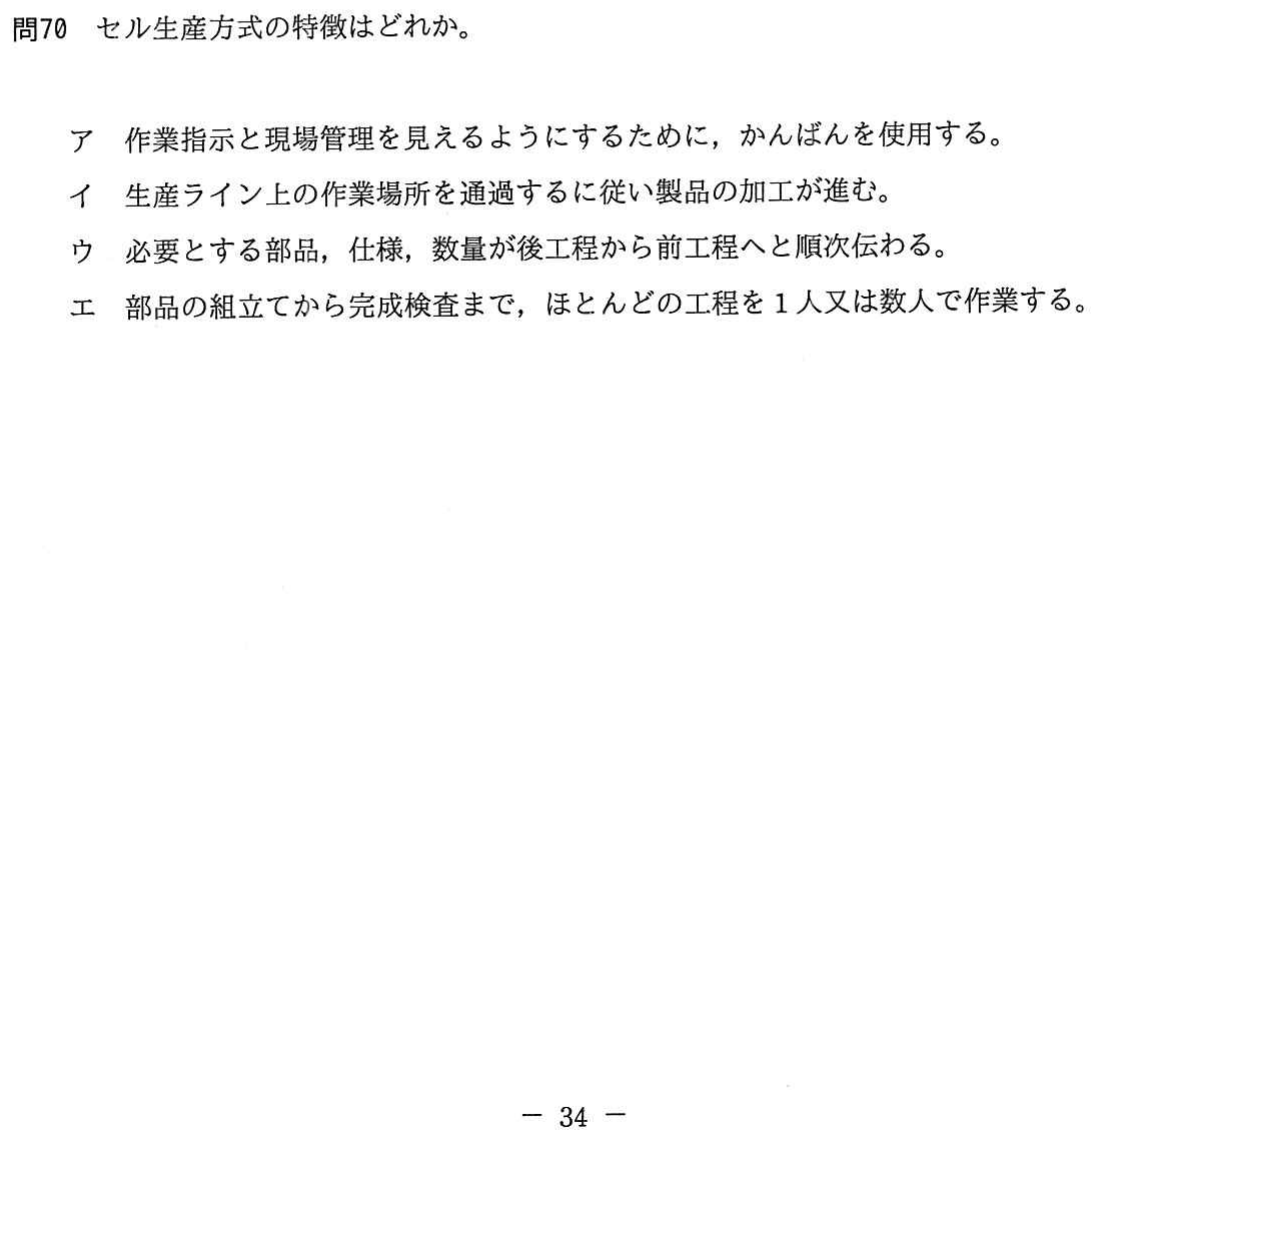 問70 セル生産方式の特徴はどれか。
ア 作業指示と現場管理を見えるようにするために，かんばんを使用する。
イ 生産ライン上の作業場所を通過するに従い製品の加工が進む。
ウ 必要とする部品，仕様，数量が後工程から前工程へと順次伝わる。
エ 部品の組立てから完成検査まで，ほとんどの工程を1人又は数人で作業する。
－ 34 －